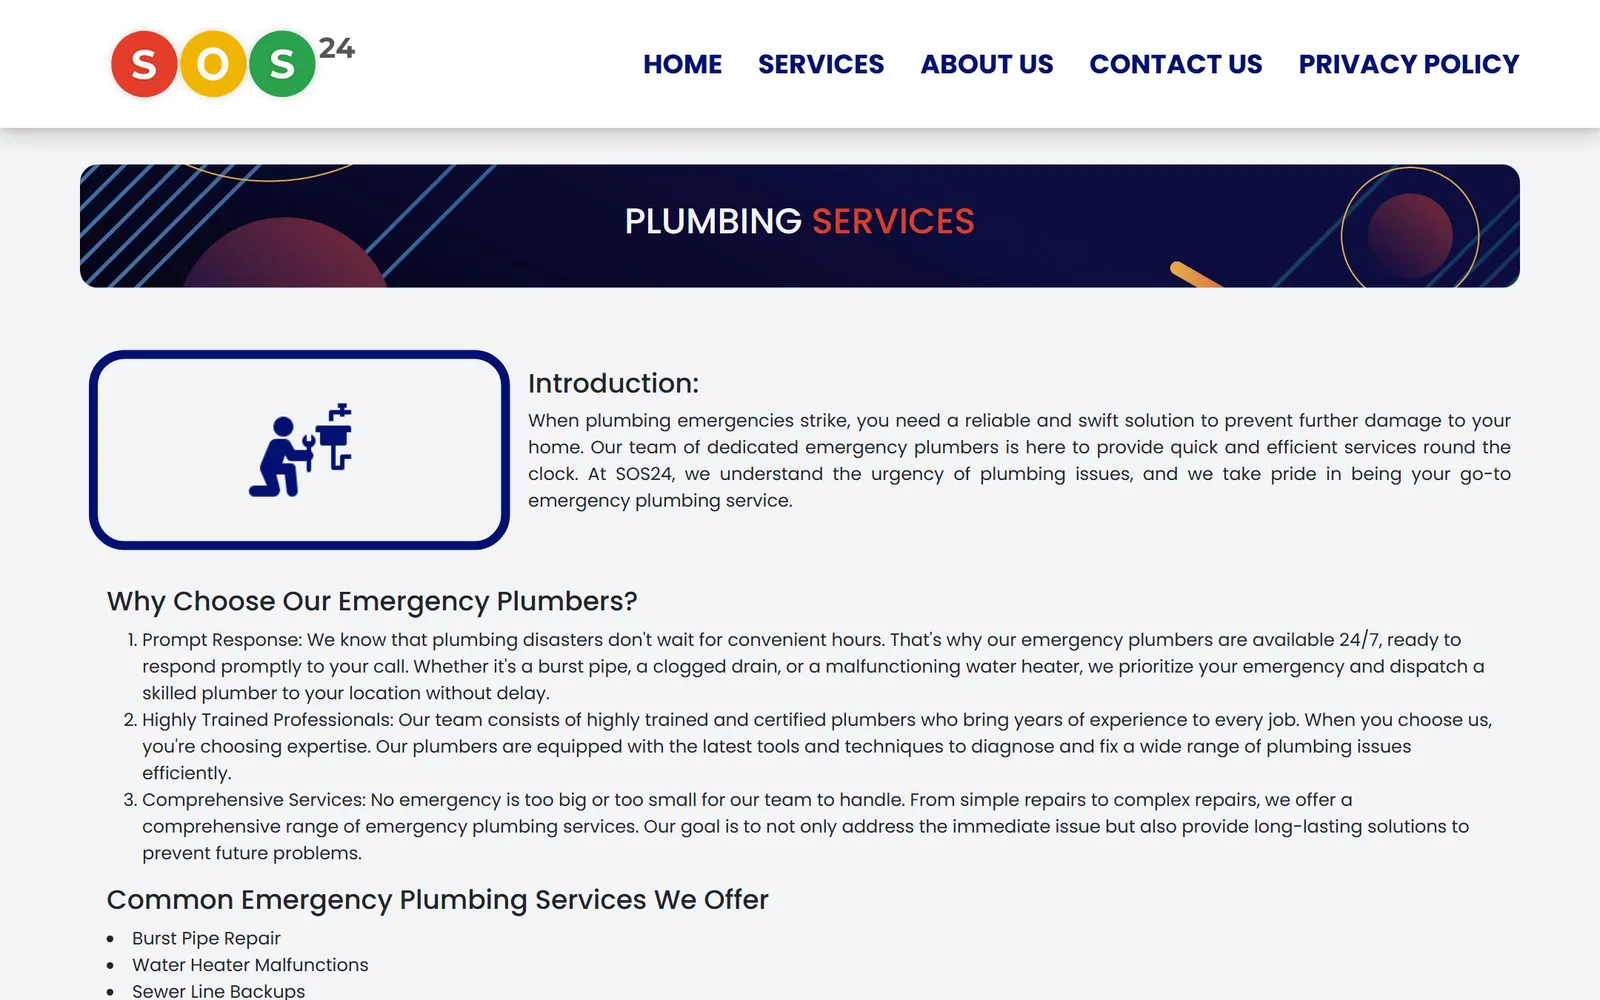 SOS24
HOME SERVICES ABOUT US CONTACT US PRIVACY POLICY
PLUMBING SERVICES
Introduction:
When plumbing emergencies strike, you need a reliable and swift solution to prevent further damage to your
home. Our team of dedicated emergency plumbers is here to provide quick and efficient services round the
clock. At SOS24, we understand the urgency of plumbing issues, and we take pride in being your go-to
emergency plumbing service.
Why Choose Our Emergency Plumbers?
1. Prompt Response: We know that plumbing disasters don't wait for convenient hours. That's why our emergency plumbers are available 24/7, ready to
respond promptly to your call. Whether it's a burst pipe, a clogged drain, or a malfunctioning water heater, we prioritize your emergency and dispatch a
skilled plumber to your location without delay.
2. Highly Trained Professionals: Our team consists of highly trained and certified plumbers who bring years of experience to every job. When you choose us,
you're choosing expertise. Our plumbers are equipped with the latest tools and techniques to diagnose and fix a wide range of plumbing issues
efficiently.
3. Comprehensive Services: No emergency is too big or too small for our team to handle. From simple repairs to complex repairs, we offer a
comprehensive range of emergency plumbing services. Our goal is to not only address the immediate issue but also provide long-lasting solutions to
prevent future problems.
Common Emergency Plumbing Services We Offer
• Burst Pipe Repair
• Water Heater Malfunctions
• Sewer Line Backups